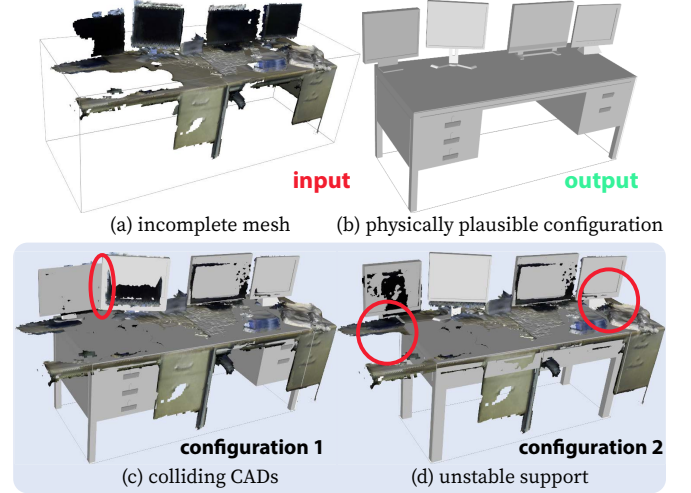 input
output
(a) incomplete mesh
(b) physically plausible configuration
configuration 1
configuration 2
(c) colliding CADs
(d) unstable support